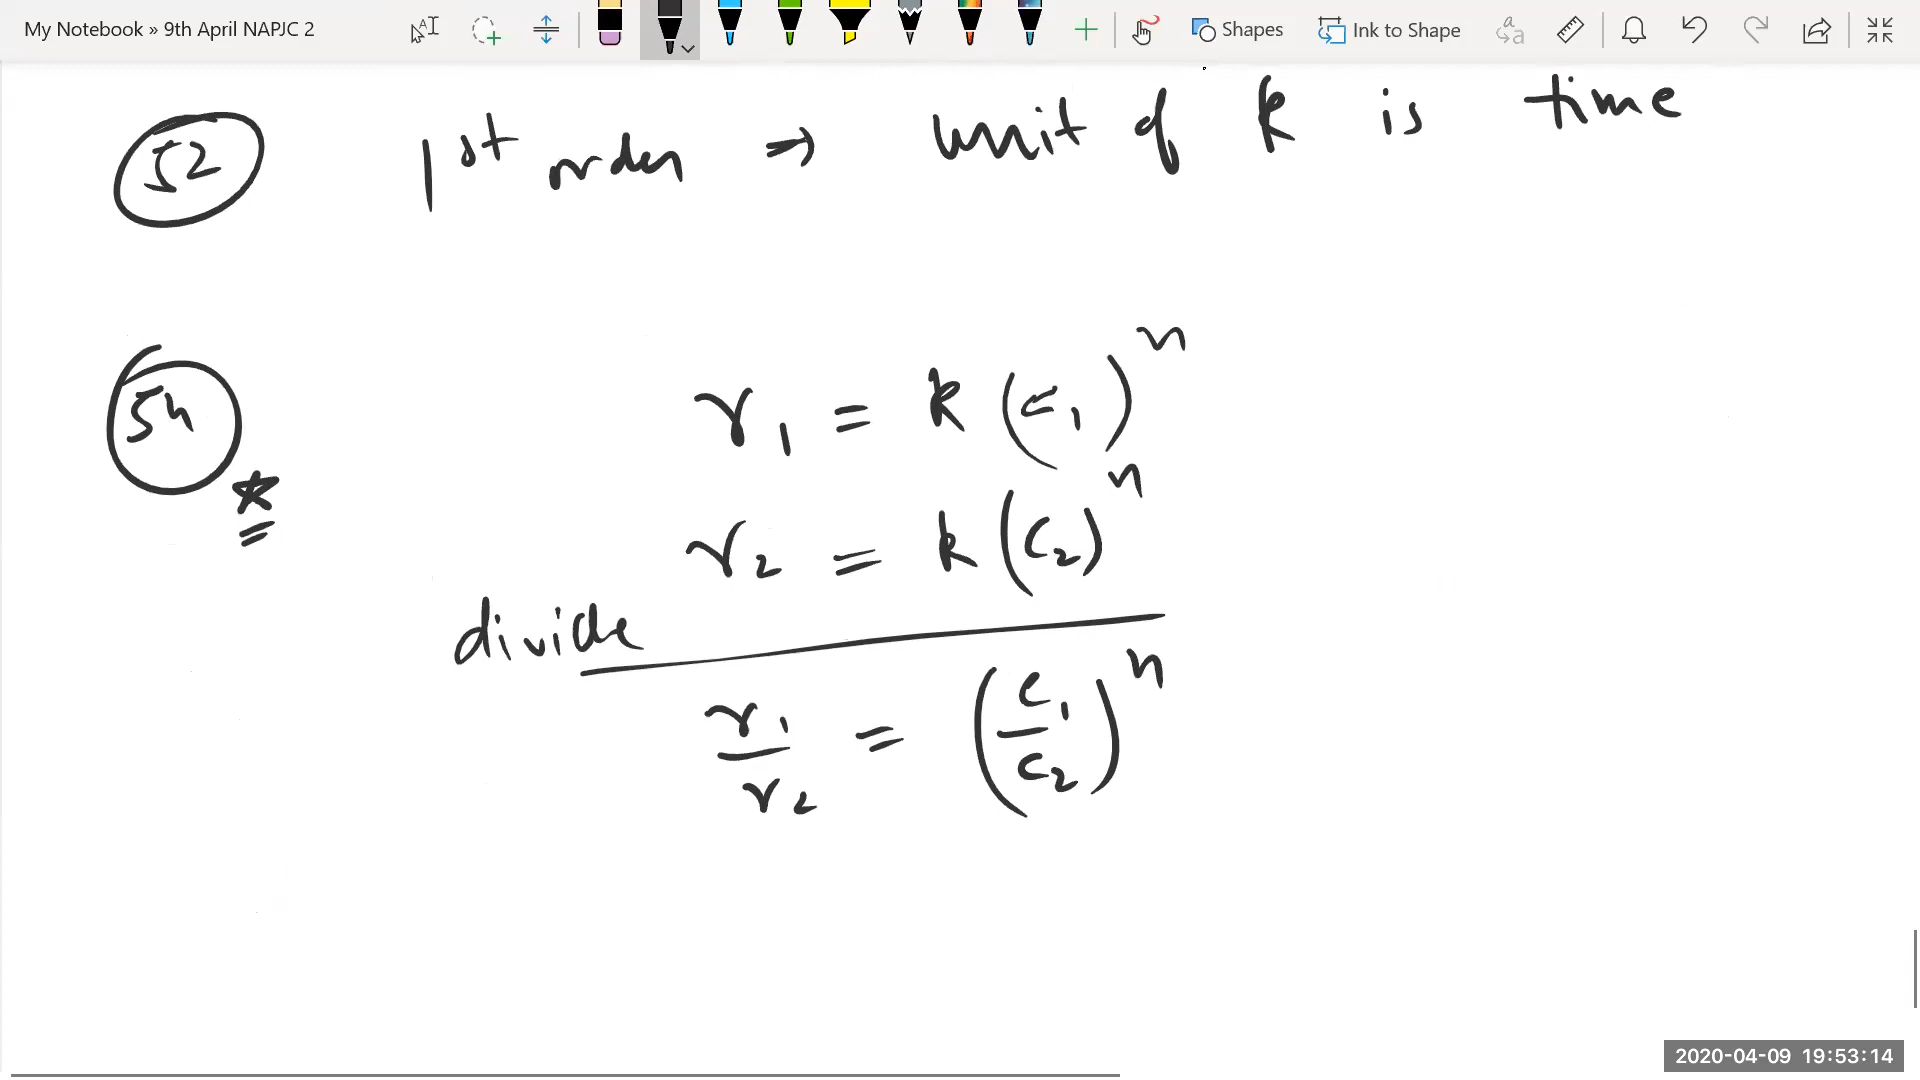 My Notebook » 9th April NAPJC 2
Shapes
Ink to Shape
52 1st order ⇒ unit of k is time
54
r₁ = k (c₁)ⁿ
r₂ = k (c₂)ⁿ
divide
r₁/r₂ = (c₁/c₂)ⁿ
2020-04-09 19:53:14